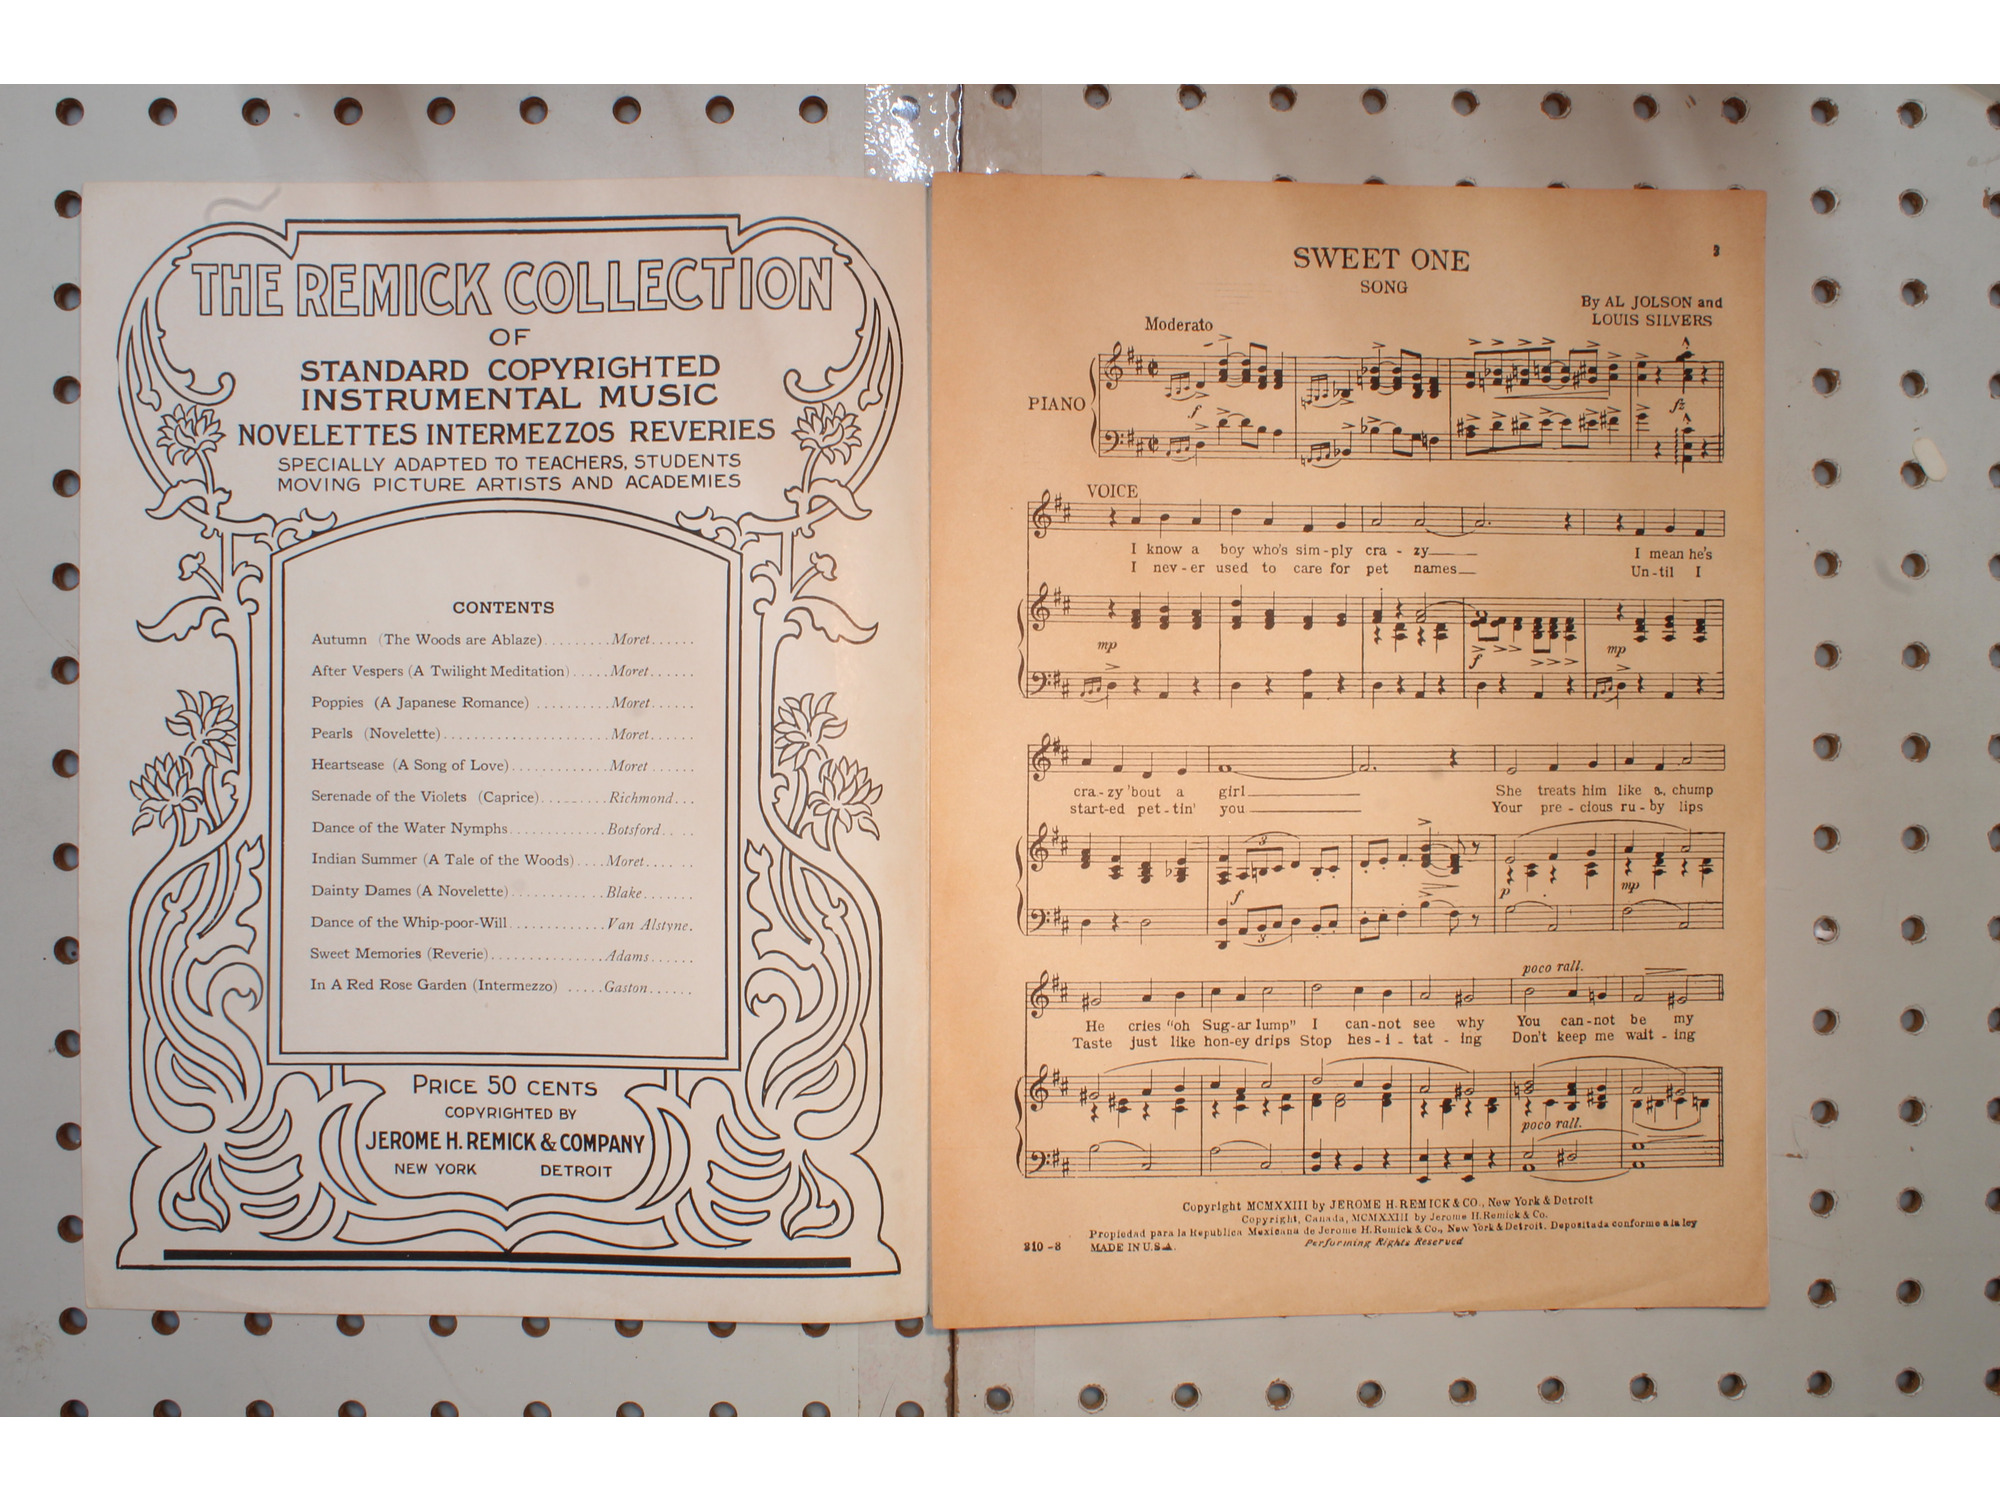 THE REMICK COLLECTION
OF
STANDARD COPYRIGHTED
INSTRUMENTAL MUSIC
NOVELETTES INTERMEZZOS REVERIES
SPECIALLY ADAPTED TO TEACHERS, STUDENTS
MOVING PICTURE ARTISTS AND ACADEMIES
CONTENTS
Autumn (The Woods are Ablaze).........Moret......
After Vespers (A Twilight Meditation).....Moret......
Poppies (A Japanese Romance) ..........Moret......
Pearls (Novelette)......................Moret......
Heartsease (A Song of Love).............Moret......
Serenade of the Violets (Caprice).........Richmond...
Dance of the Water Nymphs.............Botsford....
Indian Summer (A Tale of the Woods)....Moret......
Dainty Dames (A Novelette).............Blake.......
Dance of the Whip-poor-Will.............Van Alstyne.
Sweet Memories (Reverie)...............Adams......
In A Red Rose Garden (Intermezzo) .....Gaston......
PRICE 50 CENTS
COPYRIGHTED BY
JEROME H. REMICK & COMPANY
NEW YORK DETROIT
3
SWEET ONE
SONG
By AL JOLSON and
LOUIS SILVERS
Moderato
PIANO
f
fz
VOICE
I know a boy who's sim-ply cra - zy I mean he's
I nev-er used to care for pet names Un-til I
mp f mp
cra-zy 'bout a girl She treats him like a chump
start-ed pet-tin' you Your pre-cious ru-by lips
3
f p mp
3
poco rall.
He cries "oh Sug-ar lump" I can-not see why You can-not be my
Taste just like hon-ey drips Stop hes-i-tat-ing Don't keep me wait-ing
poco rall.
Copyright MCMXXIII by JEROME H. REMICK & CO., New York & Detroit
Copyright, Canada, MCMXXIII by Jerome H. Remick & Co.
Propiedad para la Republica Mexicana de Jerome H. Remick & Co., New York & Detroit. Depositada conforme a la ley
310-3 MADE IN U.S.A. Performing Rights Reserved